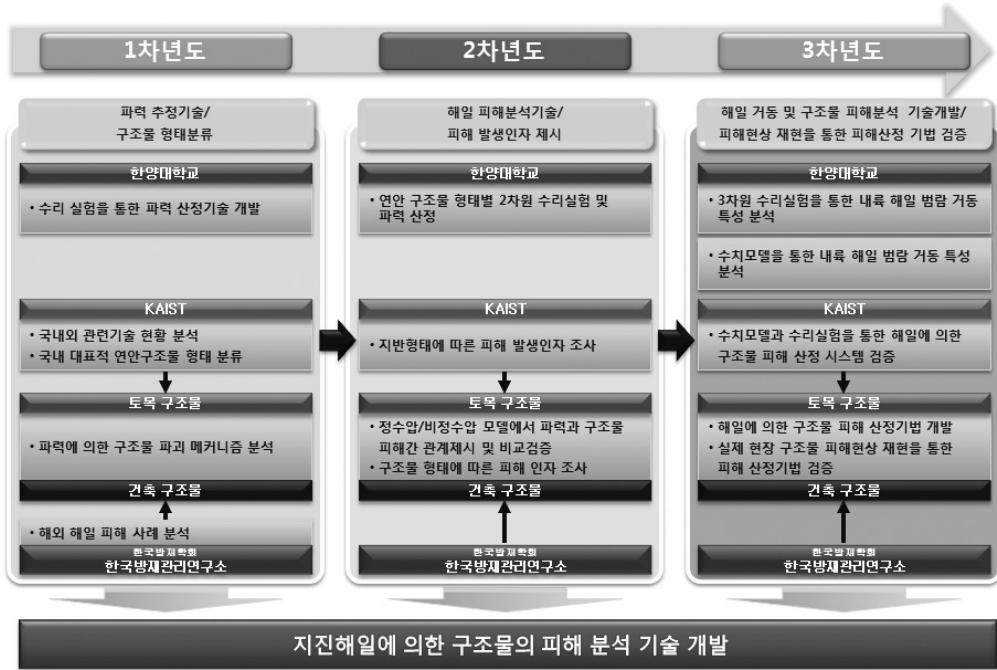 1차년도
2차년도
3차년도
파력 추정기술/
구조물 형태분류
한양대학교
• 수리 실험을 통한 파력 산정기술 개발
KAIST
• 국내외 관련기술 현황 분석
• 국내 대표적 연안구조물 형태 분류
토목 구조물
• 파력에 의한 구조물 파괴 메커니즘 분석
건축 구조물
• 해외 해일 피해 사례 분석
한국방재학회
한국방재관리연구소
해일 피해분석기술/
피해 발생인자 제시
한양대학교
• 연안 구조물 형태별 2차원 수리실험 및
파력 산정
KAIST
• 지반형태에 따른 피해 발생인자 조사
토목 구조물
• 정수압/비정수압 모델에서 파력과 구조물
피해간 관계제시 및 비교검증
• 구조물 형태에 따른 피해 인자 조사
건축 구조물
한국방재학회
한국방재관리연구소
해일 거동 및 구조물 피해분석 기술개발/
피해현상 재현을 통한 피해산정 기법 검증
한양대학교
• 3차원 수리실험을 통한 내륙 해일 범람 거동
특성 분석
• 수치모델을 통한 내륙 해일 범람 거동 특성
분석
KAIST
• 수치모델과 수리실험을 통한 해일에 의한
구조물 피해 산정 시스템 검증
토목 구조물
• 해일에 의한 구조물 피해 산정기법 개발
• 실제 현장 구조물 피해현상 재현을 통한
피해 산정기법 검증
건축 구조물
한국방재학회
한국방재관리연구소
지진해일에 의한 구조물의 피해 분석 기술 개발